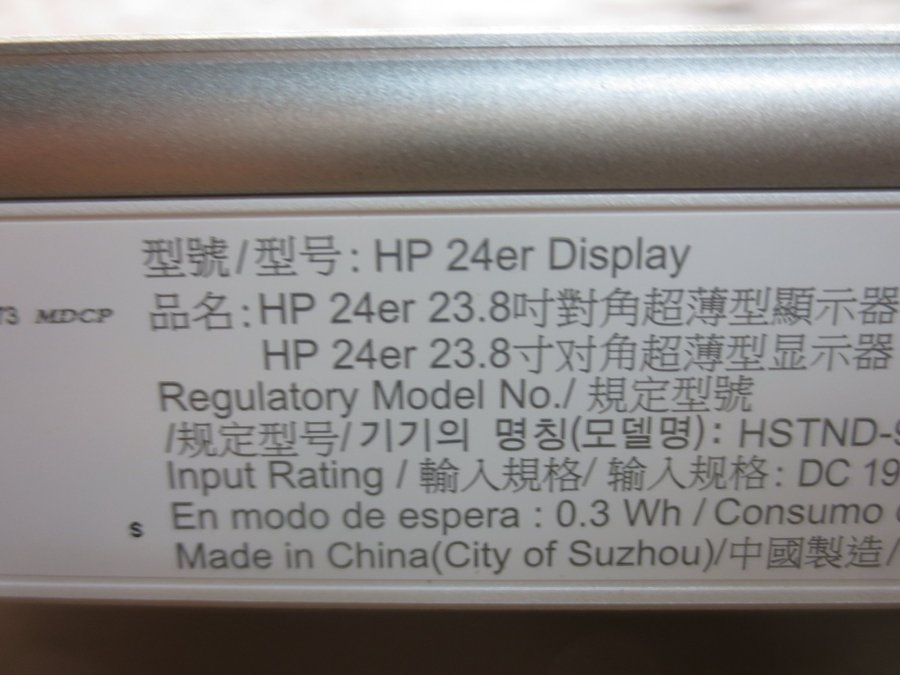 型號/型号: HP 24er Display
73 MDCP 品名: HP 24er 23.8吋對角超薄型顯示器
HP 24er 23.8寸对角超薄型显示器
Regulatory Model No./ 規定型號
/规定型号/기기의 명칭(모델명): HSTND-9
Input Rating / 輸入規格/ 输入规格: DC 19
s En modo de espera : 0.3 Wh / Consumo
Made in China(City of Suzhou)/中國製造/